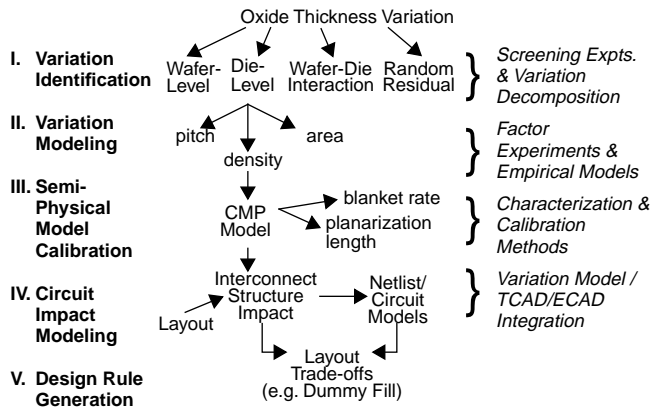 Oxide Thickness Variation
I. Variation
Identification
Wafer-
Level
Die-
Level
Wafer-Die
Interaction
Random
Residual
Screening Expts.
& Variation
Decomposition
II. Variation
Modeling
pitch
area
density
Factor
Experiments &
Empirical Models
III. Semi-
Physical
Model
Calibration
CMP
Model
blanket rate
planarization
length
Characterization &
Calibration
Methods
IV. Circuit
Impact
Modeling
Layout
Interconnect
Structure
Impact
Netlist/
Circuit
Models
Variation Model /
TCAD/ECAD
Integration
V. Design Rule
Generation
Layout
Trade-offs
(e.g. Dummy Fill)